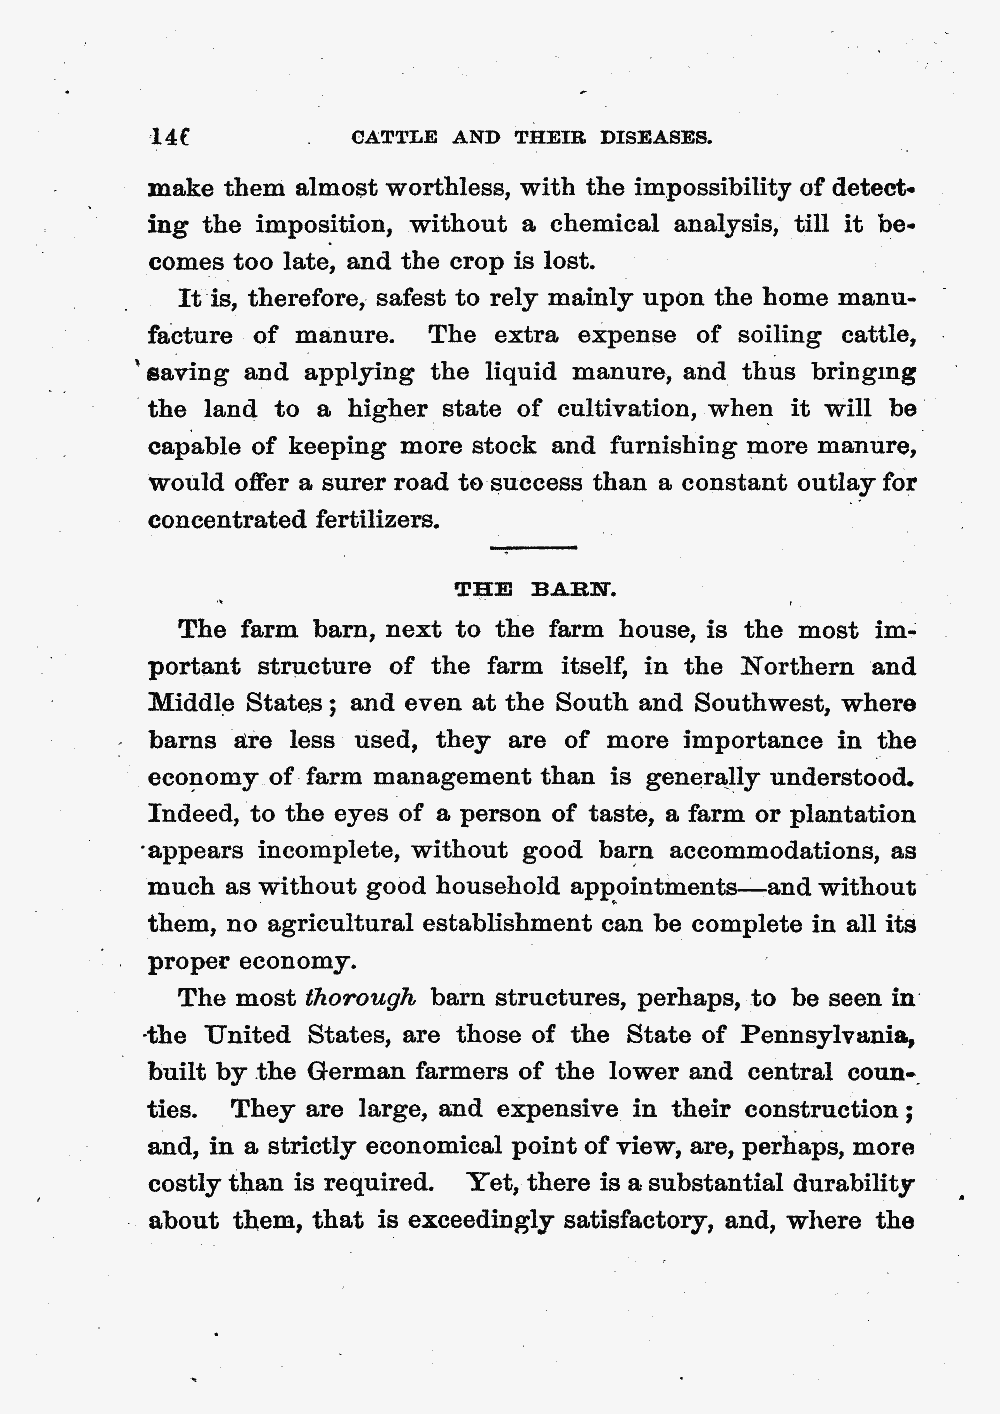 146 CATTLE AND THEIR DISEASES.
make them almost worthless, with the impossibility of detect-
ing the imposition, without a chemical analysis, till it be-
comes too late, and the crop is lost.
It is, therefore, safest to rely mainly upon the home manu-
facture of manure. The extra expense of soiling cattle,
saving and applying the liquid manure, and thus bringing
the land to a higher state of cultivation, when it will be
capable of keeping more stock and furnishing more manure,
would offer a surer road to success than a constant outlay for
concentrated fertilizers.
THE BARN.
The farm barn, next to the farm house, is the most im-
portant structure of the farm itself, in the Northern and
Middle States; and even at the South and Southwest, where
barns are less used, they are of more importance in the
economy of farm management than is generally understood.
Indeed, to the eyes of a person of taste, a farm or plantation
appears incomplete, without good barn accommodations, as
much as without good household appointments—and without
them, no agricultural establishment can be complete in all its
proper economy.
The most thorough barn structures, perhaps, to be seen in
the United States, are those of the State of Pennsylvania,
built by the German farmers of the lower and central coun-
ties. They are large, and expensive in their construction;
and, in a strictly economical point of view, are, perhaps, more
costly than is required. Yet, there is a substantial durability
about them, that is exceedingly satisfactory, and, where the